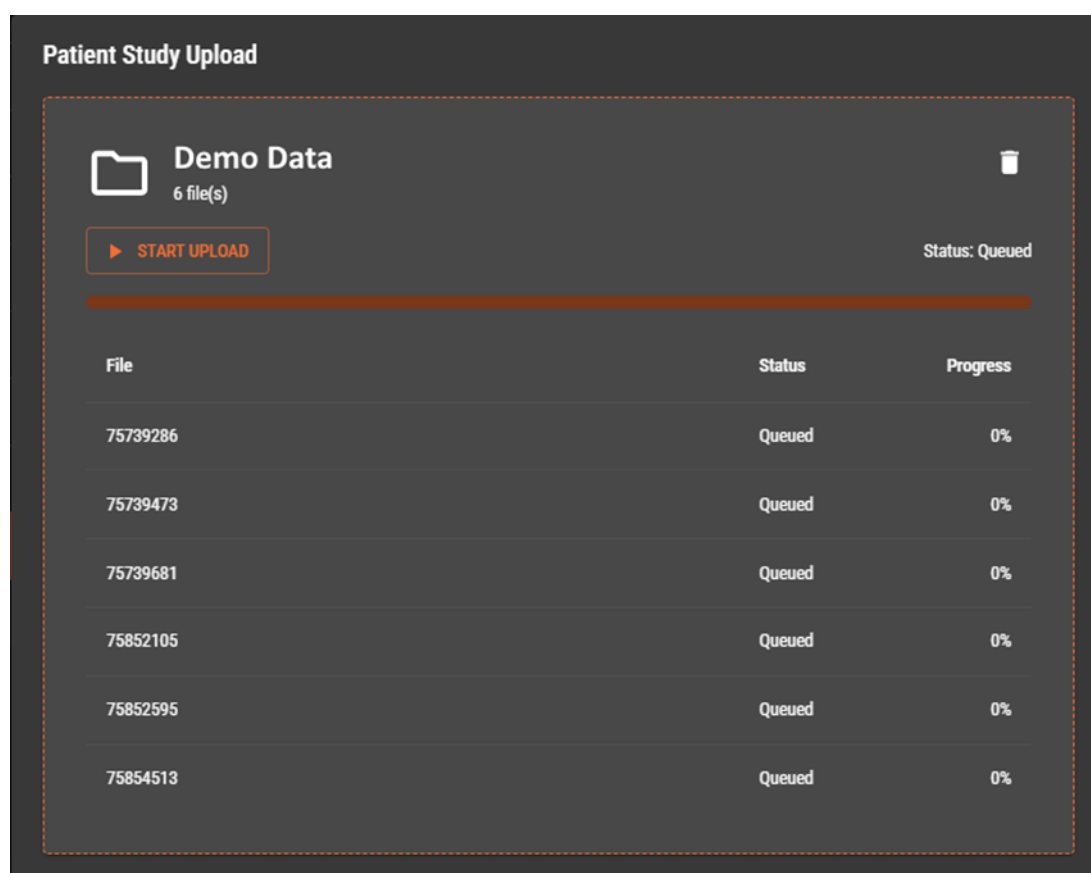 Patient Study Upload
Demo Data
6 file(s)
START UPLOAD Status: Queued
File Status Progress
75739286 Queued 0%
75739473 Queued 0%
75739681 Queued 0%
75852105 Queued 0%
75852595 Queued 0%
75854513 Queued 0%